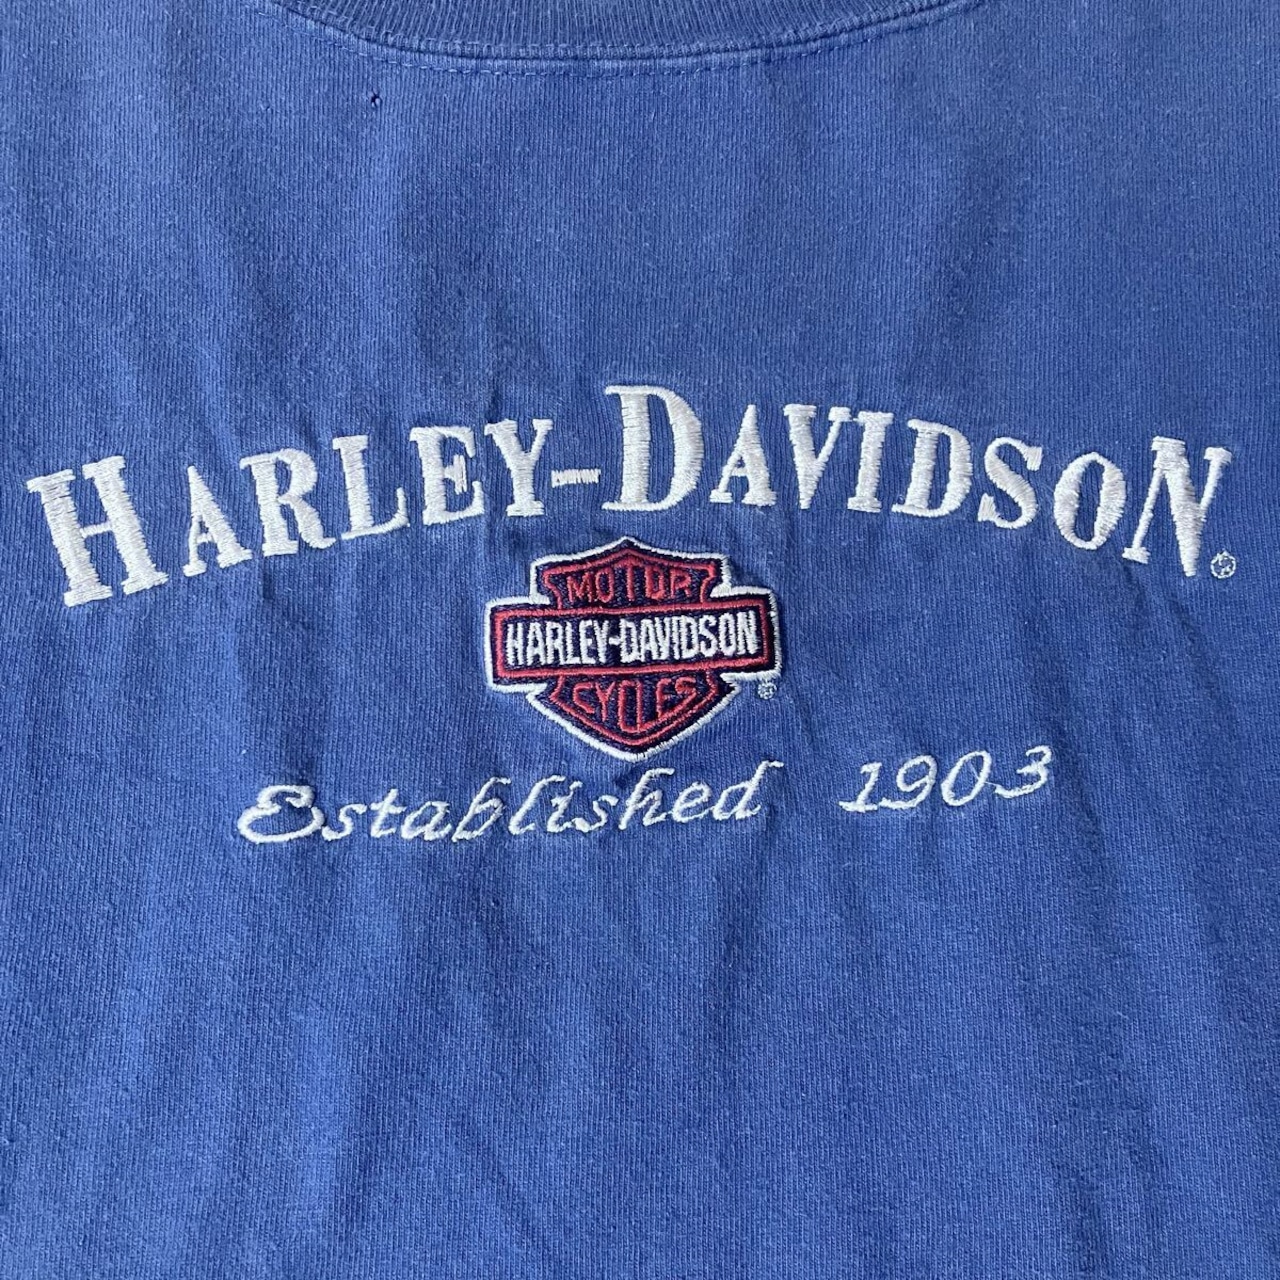 HARLEY-DAVIDSON®
MOTOR
HARLEY-DAVIDSON
CYCLES
®
Established 1903